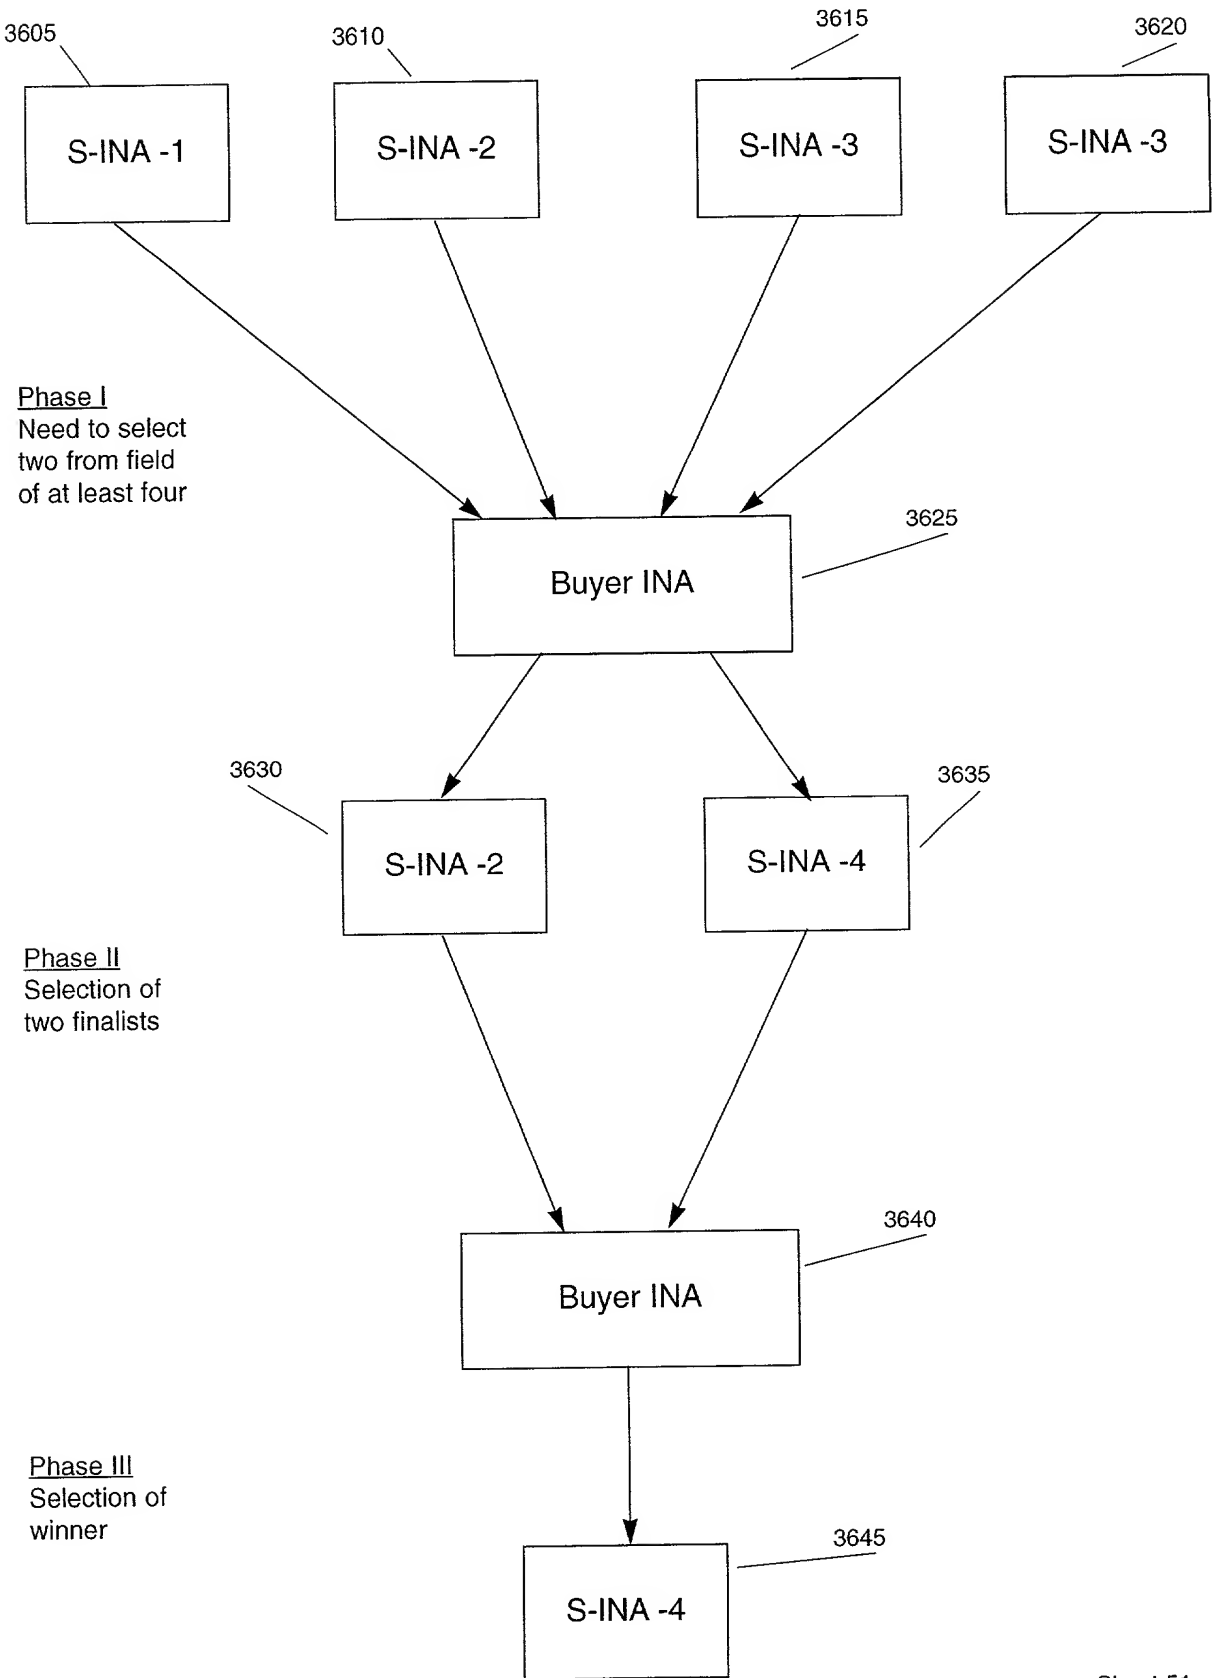 3605
3610
3615
3620
S-INA -1
S-INA -2
S-INA -3
S-INA -3
Phase I
Need to select
two from field
of at least four
3625
Buyer INA
3630
3635
S-INA -2
S-INA -4
Phase II
Selection of
two finalists
3640
Buyer INA
Phase III
Selection of
winner
3645
S-INA -4